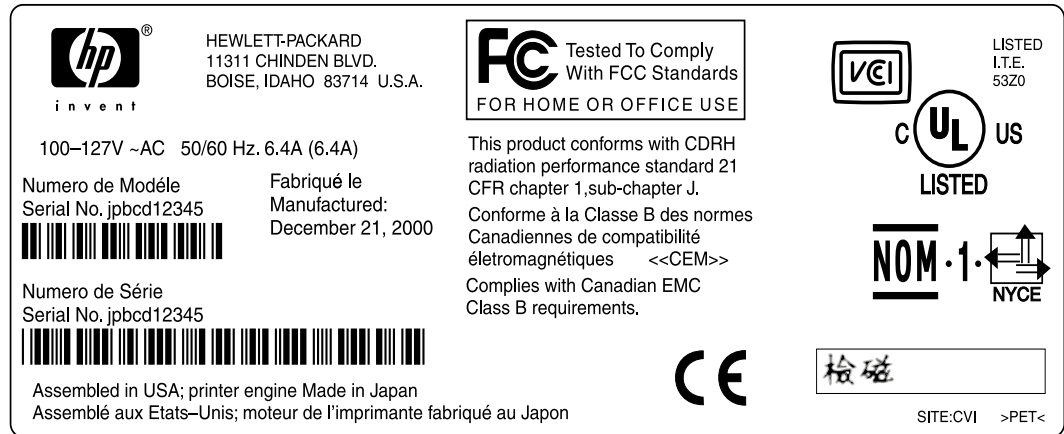 hp
®
invent
HEWLETT-PACKARD
11311 CHINDEN BLVD.
BOISE, IDAHO 83714 U.S.A.
100–127V ~AC 50/60 Hz. 6.4A (6.4A)
Numero de Modéle
Serial No. jpbcd12345
Fabriqué le
Manufactured:
December 21, 2000
Numero de Série
Serial No. jpbcd12345
Assembled in USA; printer engine Made in Japan
Assemblé aux Etats–Unis; moteur de l'imprimante fabriqué au Japon
FC
Tested To Comply
With FCC Standards
FOR HOME OR OFFICE USE
This product conforms with CDRH
radiation performance standard 21
CFR chapter 1,sub-chapter J.
Conforme à la Classe B des normes
Canadiennes de compatibilité
életromagnétiques <<CEM>>
Complies with Canadian EMC
Class B requirements.
CE
VCI
LISTED
I.T.E.
53Z0
C UL US
LISTED
NOM·1·
NYCE
檢磁
SITE:CVI >PET<